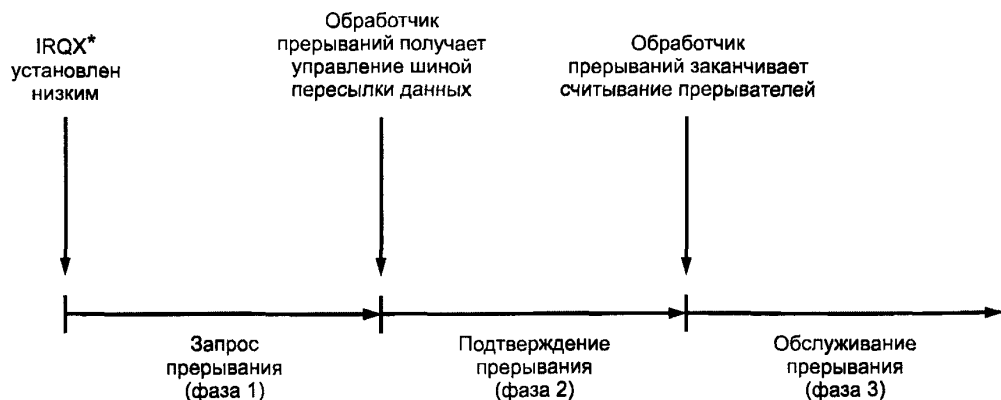 IRQX*
установлен
низким
Обработчик
прерываний получает
управление шиной
пересылки данных
Обработчик
прерываний заканчивает
считывание прерывателей
Запрос
прерывания
(фаза 1)
Подтверждение
прерывания
(фаза 2)
Обслуживание
прерывания
(фаза 3)